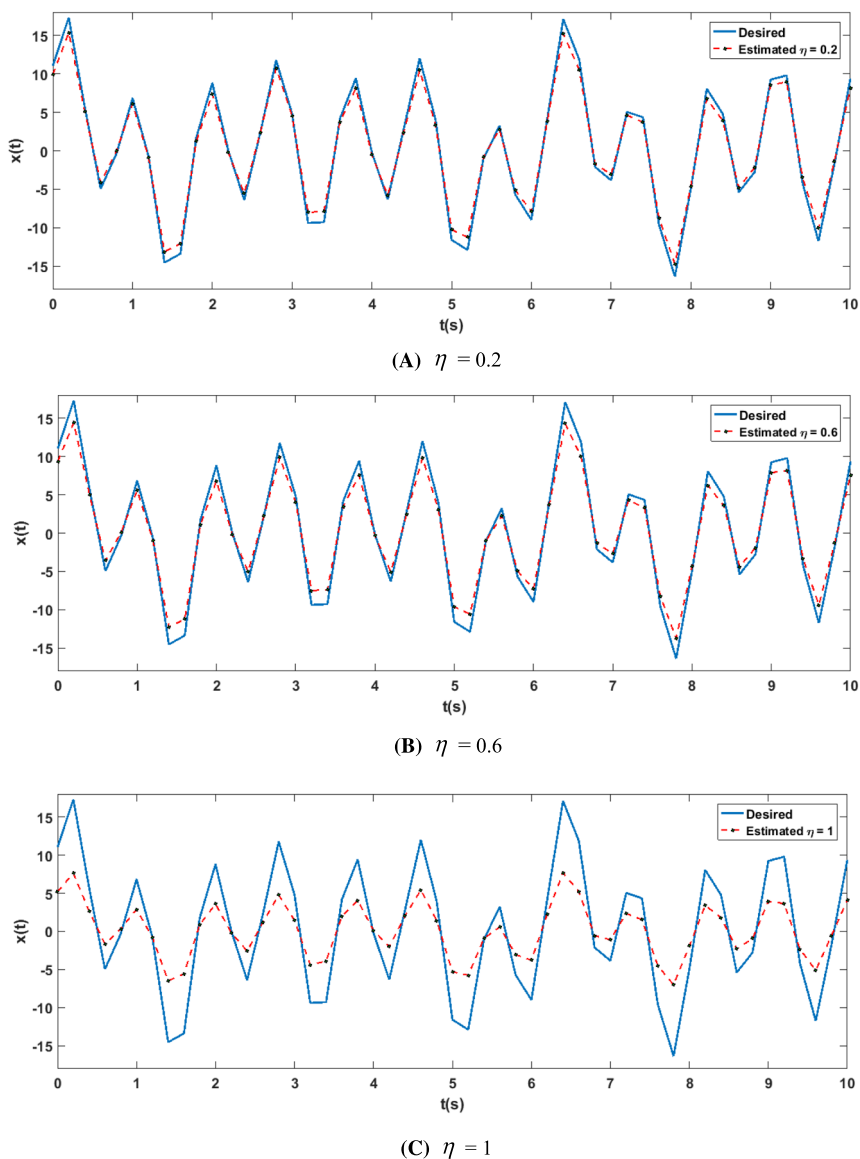 15
10
5
0
-5
-10
-15
x(t)
Desired
Estimated η = 0.2
0 1 2 3 4 5 6 7 8 9 10
t(s)
(A) η = 0.2
15
10
5
0
-5
-10
-15
x(t)
Desired
Estimated η = 0.6
0 1 2 3 4 5 6 7 8 9 10
t(s)
(B) η = 0.6
15
10
5
0
-5
-10
-15
x(t)
Desired
Estimated η = 1
0 1 2 3 4 5 6 7 8 9 10
t(s)
(C) η = 1